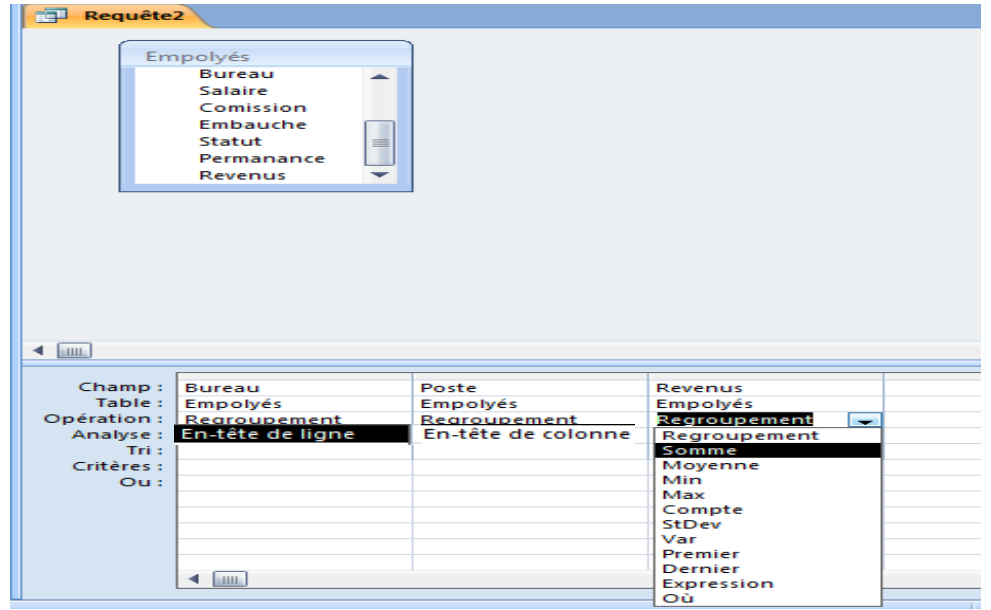 Requête2
Empolyés
Bureau
Salaire
Comission
Embauche
Statut
Permanance
Revenus
Champ : Bureau Poste Revenus
Table : Empolyés Empolyés Empolyés
Opération : Regroupement Regroupement Regroupement
Analyse : En-tête de ligne En-tête de colonne Regroupement
Tri : Somme
Critères : Moyenne
Ou : Min
Max
Compte
StDev
Var
Premier
Dernier
Expression
Où